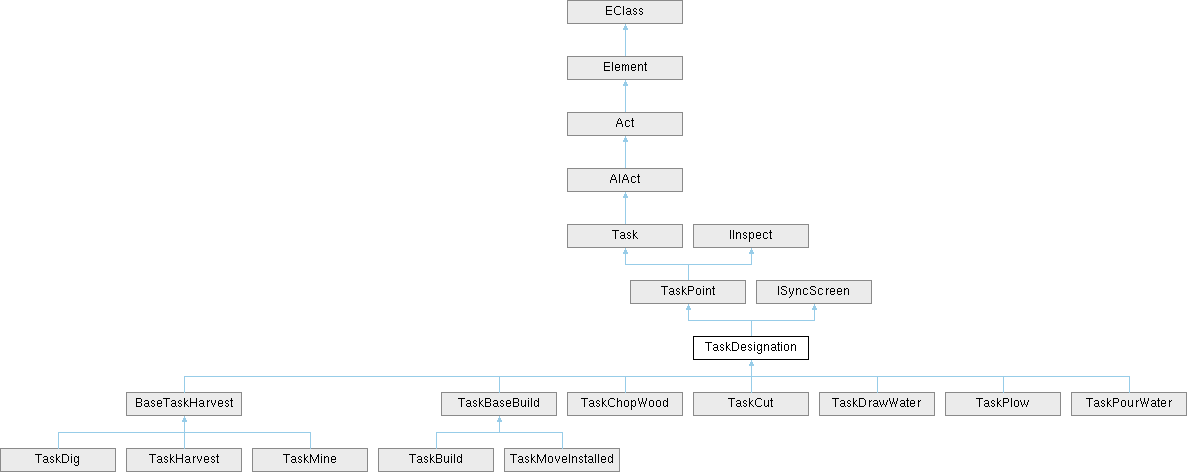 EClass
Element
Act
AIAct
Task
IInspect
TaskPoint
ISyncScreen
TaskDesignation
BaseTaskHarvest
TaskBaseBuild
TaskChopWood
TaskCut
TaskDrawWater
TaskPlow
TaskPourWater
TaskDig
TaskHarvest
TaskMine
TaskBuild
TaskMoveInstalled